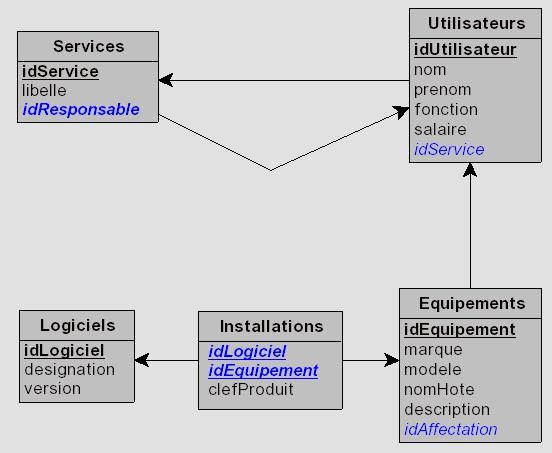 Services
idService
libelle
idResponsable
Utilisateurs
idUtilisateur
nom
prenom
fonction
salaire
idService
Logiciels
idLogiciel
designation
version
Installations
idLogiciel
idEquipement
clefProduit
Equipements
idEquipement
marque
modele
nomHote
description
idAffectation